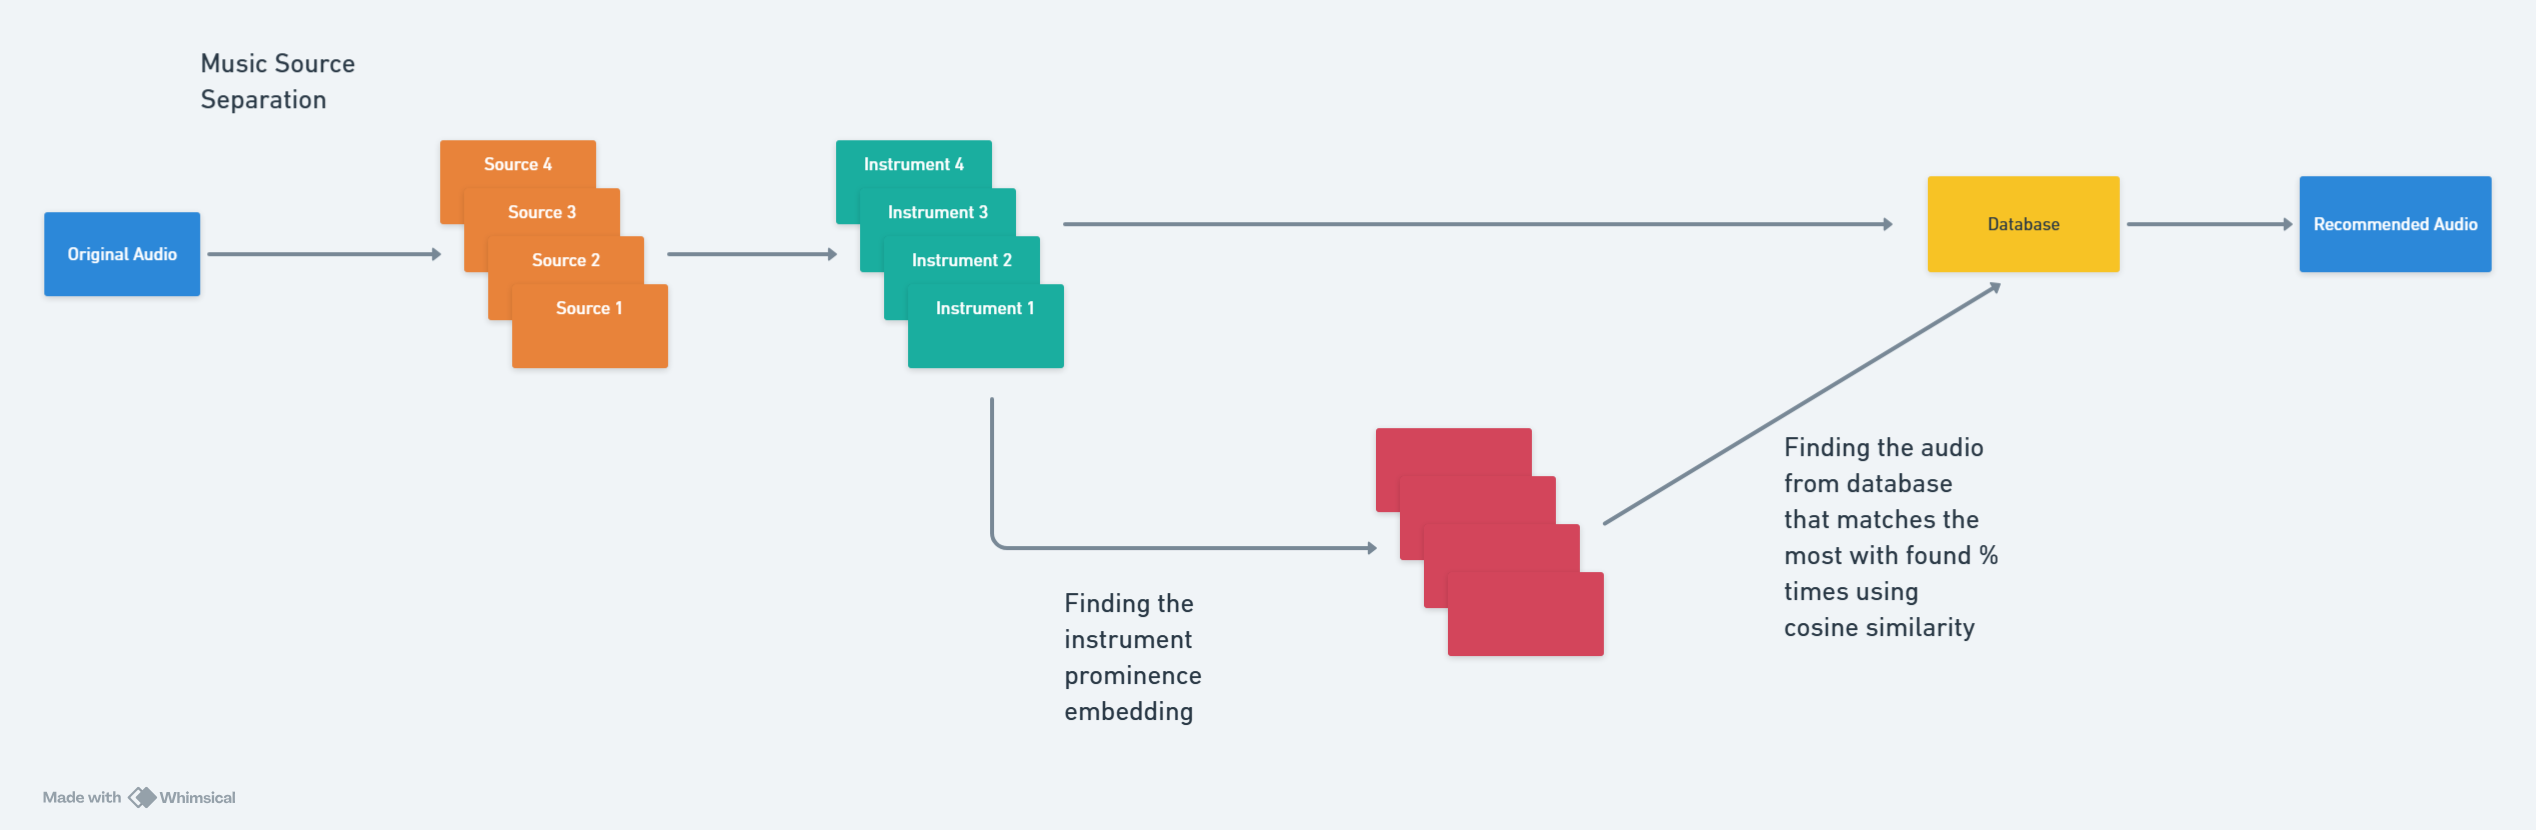 Music Source
Separation
Original Audio
Source 4
Source 3
Source 2
Source 1
Instrument 4
Instrument 3
Instrument 2
Instrument 1
Database
Recommended Audio
Finding the
instrument
prominence
embedding
Finding the audio
from database
that matches the
most with found %
times using
cosine similarity
Made with Whimsical